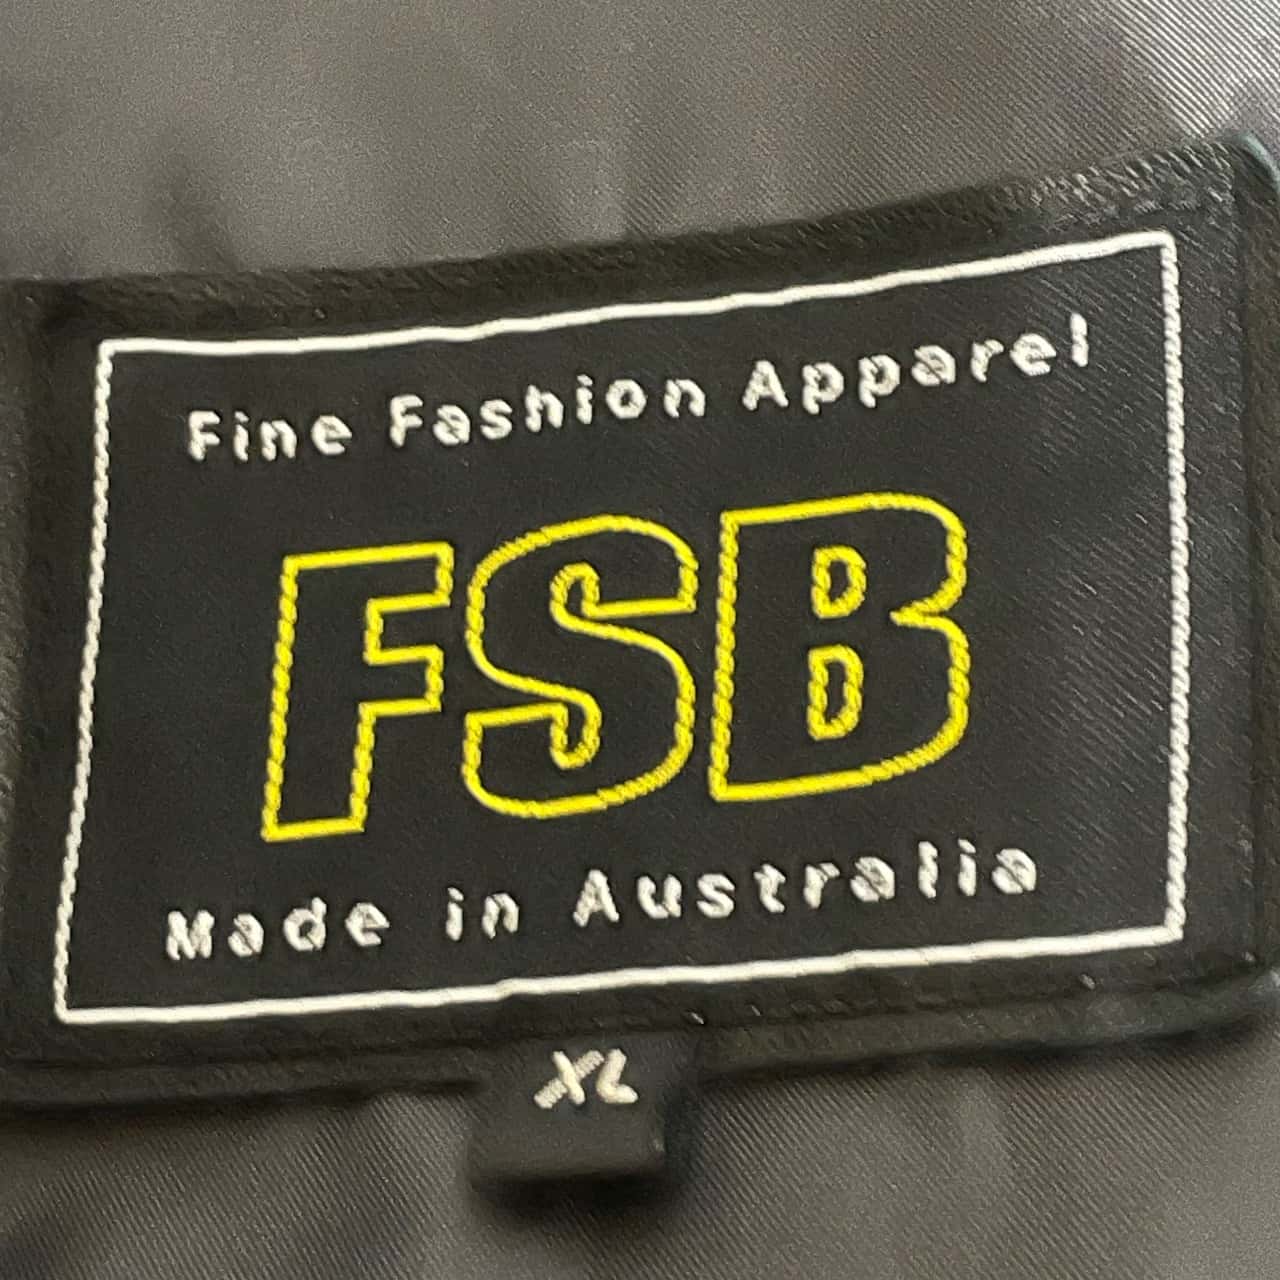 Fine Fashion Apparel
FSB
Made in Australia
XL